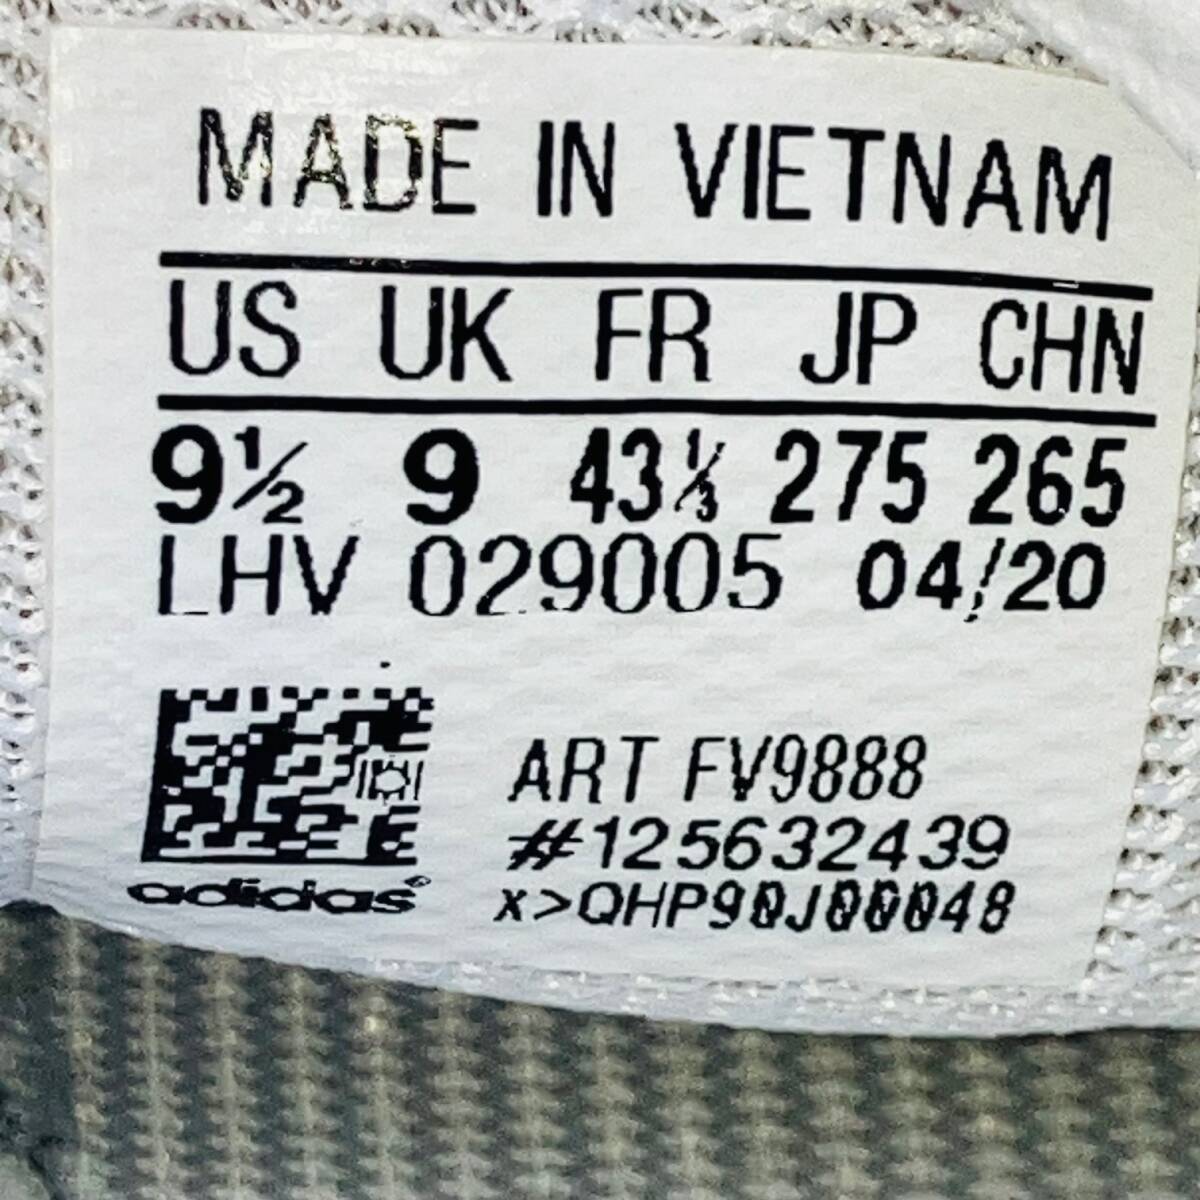 MADE IN VIETNAM
US UK FR JP CHN
9½ 9 43⅓ 275 265
LHV 029005 04/20
ART FV9888
#125632439
x>QHP90J00048
adidas